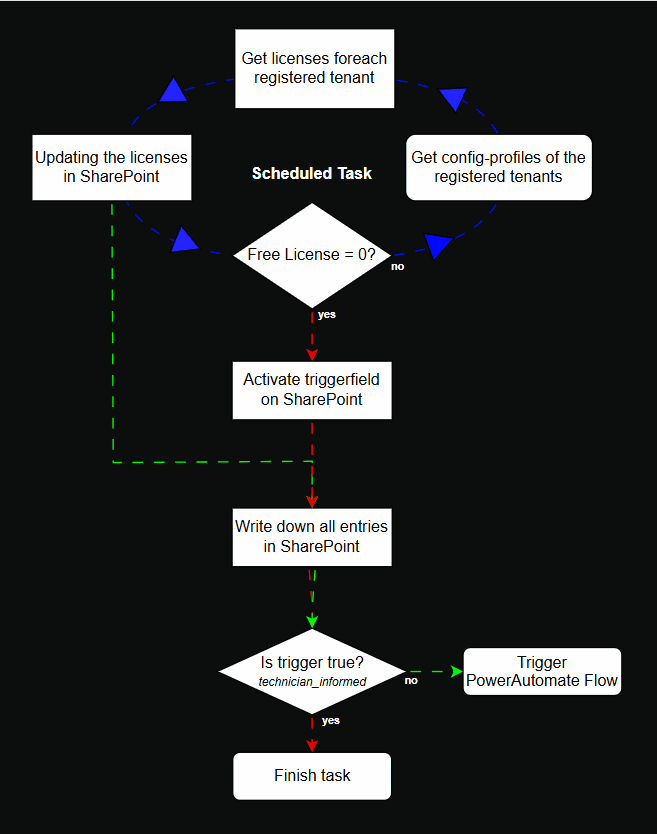 Get licenses foreach
registered tenant
Updating the licenses
in SharePoint
Scheduled Task
Get config-profiles of the
registered tenants
Free License = 0?
no
yes
Activate triggerfield
on SharePoint
Write down all entries
in SharePoint
Is trigger true?
technician_informed
no
Trigger
PowerAutomate Flow
yes
Finish task